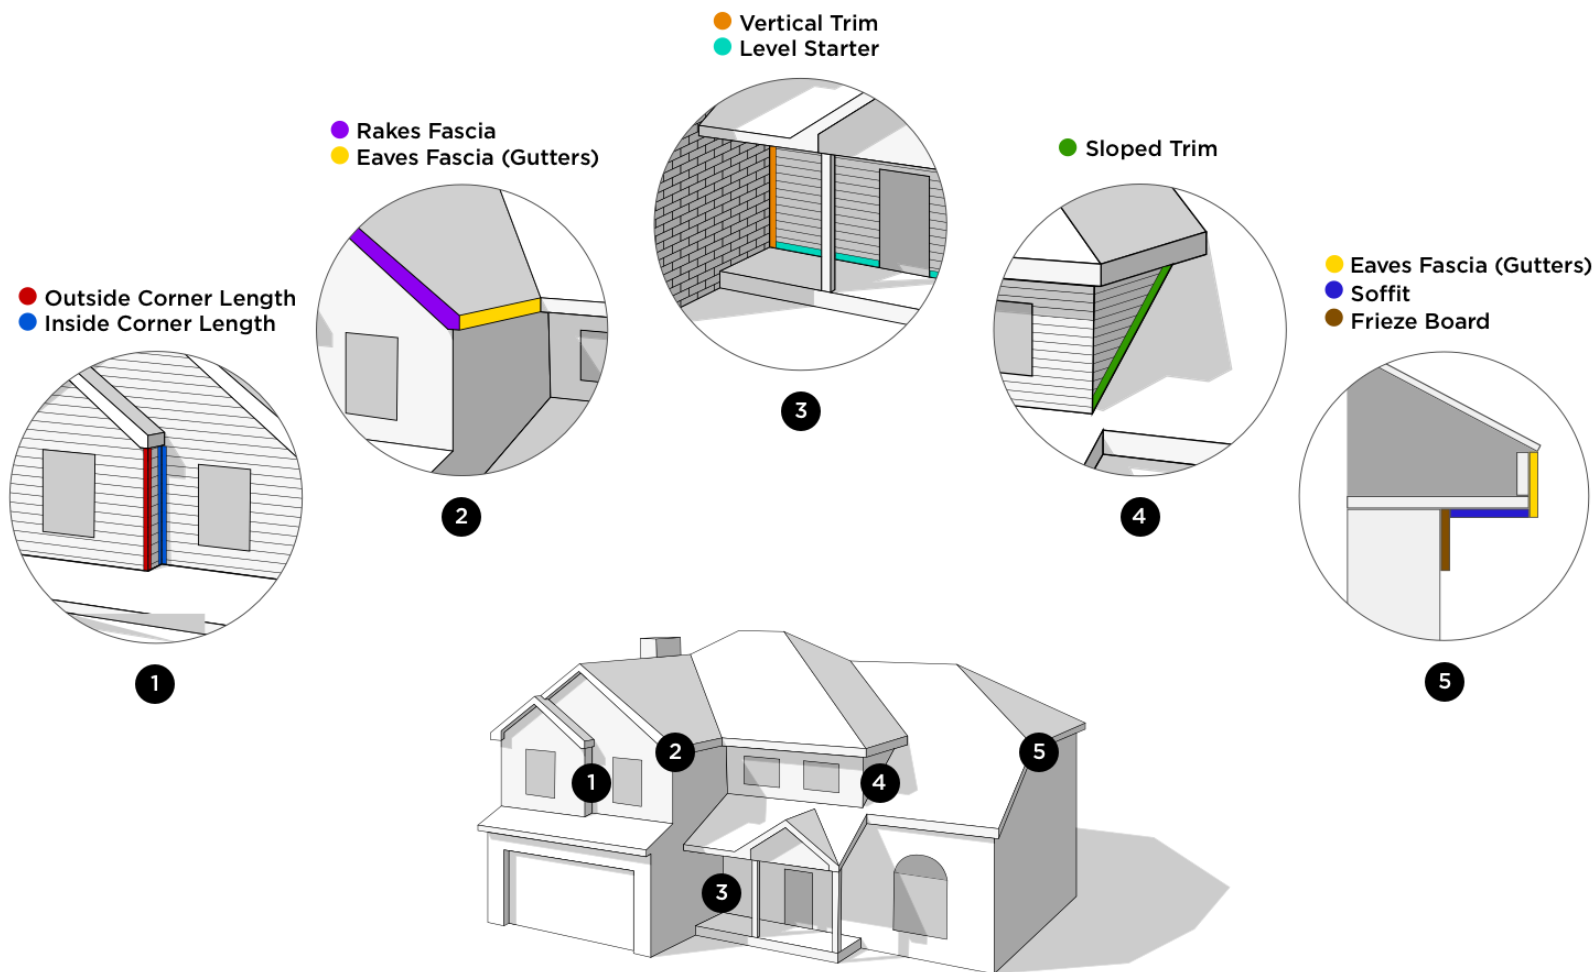 Vertical Trim
Level Starter
Rakes Fascia
Eaves Fascia (Gutters)
Sloped Trim
Outside Corner Length
Inside Corner Length
Eaves Fascia (Gutters)
Soffit
Frieze Board
3
2
4
1
5
2
5
1
4
3